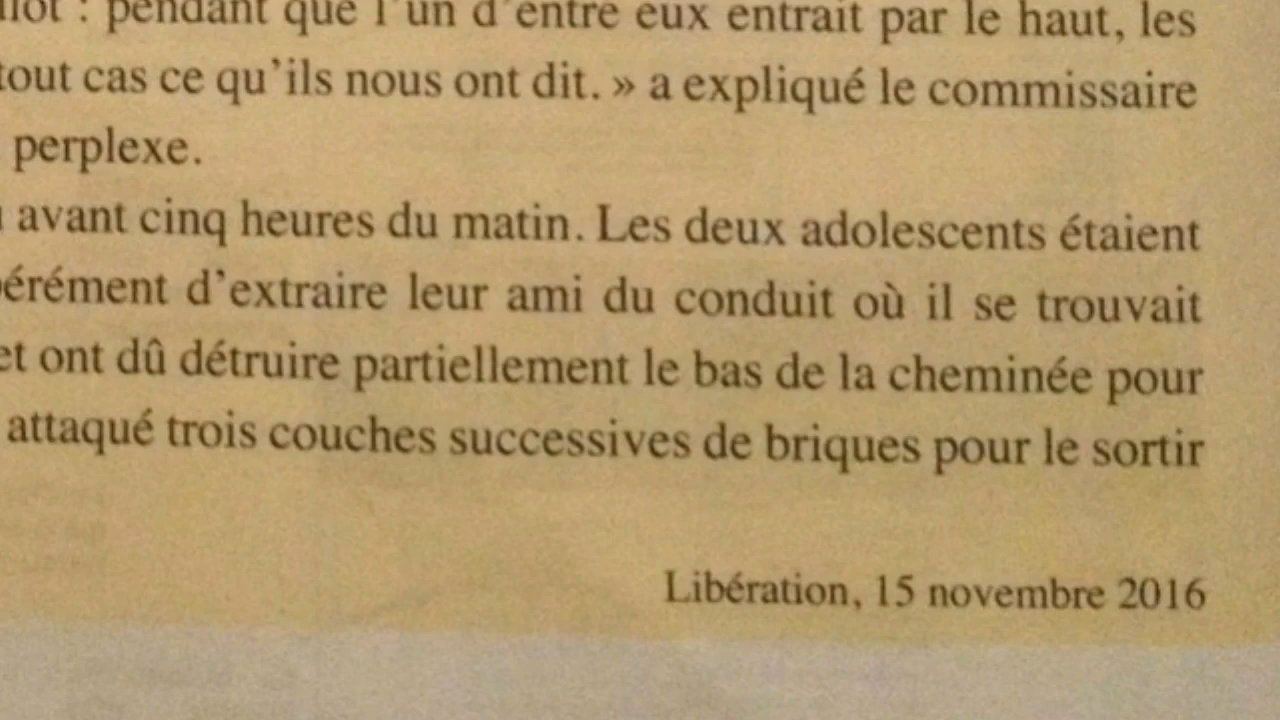 : pendant que l'un d'entre eux entrait par le haut, les
tout cas ce qu'ils nous ont dit. » a expliqué le commissaire
perplexe.
avant cinq heures du matin. Les deux adolescents étaient
d'extraire leur ami du conduit où il se trouvait
et ont dû détruire partiellement le bas de la cheminée pour
attaqué trois couches successives de briques pour le sortir
Libération, 15 novembre 2016